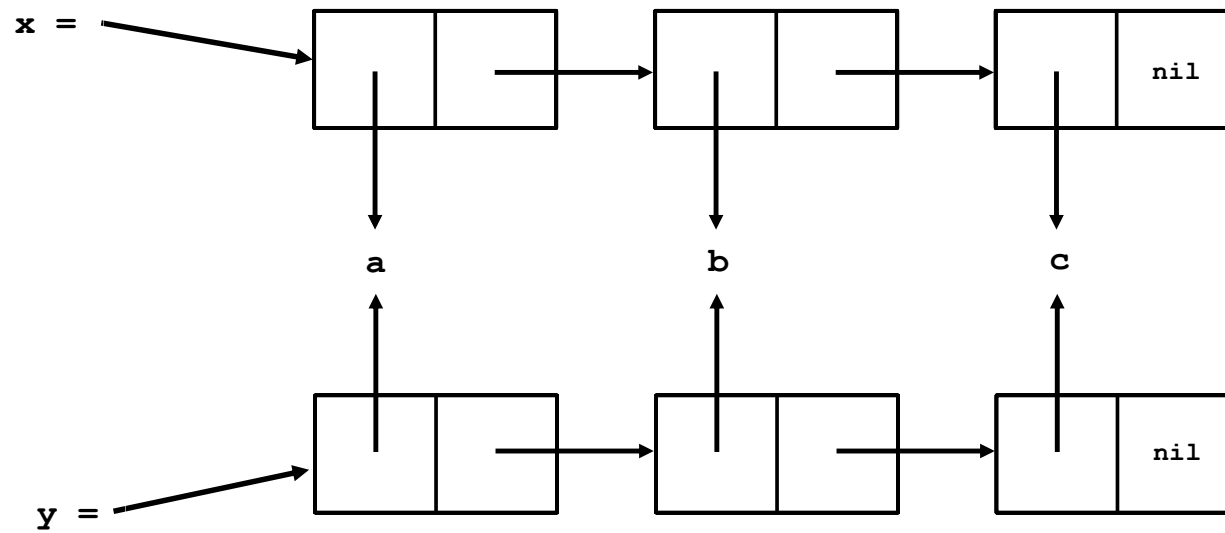 x =
nil
a b c
nil
y =